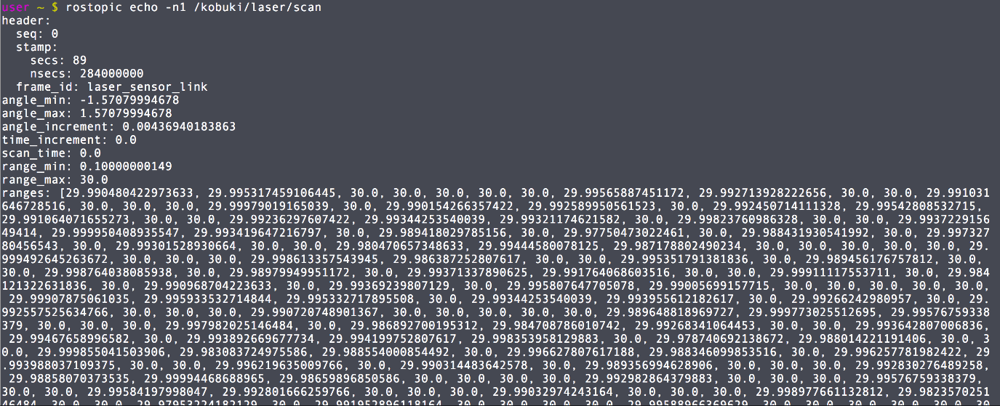 user ~ $ rostopic echo -n1 /kobuki/laser/scan
header:
  seq: 0
  stamp:
    secs: 89
    nsecs: 284000000
  frame_id: laser_sensor_link
angle_min: -1.57079994678
angle_max: 1.57079994678
angle_increment: 0.00436940183863
time_increment: 0.0
scan_time: 0.0
range_min: 0.10000000149
range_max: 30.0
ranges: [29.990480422973633, 29.995317459106445, 30.0, 30.0, 30.0, 30.0, 30.0, 29.99565887451172, 29.992713928222656, 30.0, 30.0, 29.991031
646728516, 30.0, 30.0, 30.0, 29.99979019165039, 30.0, 29.990154266357422, 29.992589950561523, 30.0, 29.992450714111328, 29.99542808532715,
29.991064071655273, 30.0, 30.0, 29.99236297607422, 29.99344253540039, 29.99321174621582, 30.0, 29.99823760986328, 30.0, 30.0, 29.99372291​56
49414, 29.999950408935547, 29.993419647216797, 30.0, 29.989418029785156, 30.0, 29.97750473022461, 30.0, 29.988431930541992, 30.0, 29.997327
80456543, 30.0, 29.99301528930664, 30.0, 30.0, 29.980470657348633, 29.99444580078125, 29.987178802490234, 30.0, 30.0, 30.0, 30.0, 30.0, 29.
999492645263672, 30.0, 30.0, 30.0, 29.998613357543945, 29.986387252807617, 30.0, 29.995351791381836, 30.0, 30.0, 29.989456176757812, 30.0,
30.0, 29.998764038085938, 30.0, 29.98979949951172, 30.0, 29.99371337890625, 29.991764068603516, 30.0, 30.0, 29.99911117553711, 30.0, 29.984
121322631836, 30.0, 29.990968704223633, 30.0, 29.99369239807129, 30.0, 29.995807647705078, 29.99005699157715, 30.0, 30.0, 30.0, 30.0, 30.0,
 29.999078750​61035, 29.995933532714844, 29.995332717895508, 30.0, 29.99344253540039, 29.993955612182617, 30.0, 29.99266242980957, 30.0, 29.
992557525634766, 30.0, 30.0, 30.0, 29.990720748901367, 30.0, 30.0, 30.0, 30.0, 30.0, 29.989648818969727, 29.999773025512695, 29.99576759338
379, 30.0, 30.0, 30.0, 29.997982025146484, 30.0, 29.986892700195312, 29.984708786010742, 29.99268341064453, 30.0, 30.0, 29.993642807006836,
 29.99467658996582, 30.0, 29.993892669677734, 29.994199752807617, 29.998353958129883, 30.0, 29.978740692138672, 29.988014221191406, 30.0, 3
0.0, 29.999855041503906, 29.983083724975586, 29.988554000854492, 30.0, 29.996627807617188, 29.988346099853516, 30.0, 29.996257781982422, 29
.993988037109375, 30.0, 30.0, 29.996219635009766, 30.0, 29.990314483642578, 30.0, 29.989356994628906, 30.0, 30.0, 29.992830276489258,
 29.98858070373535, 29.99994468688965, 29.98659896850586, 30.0, 30.0, 30.0, 29.992982864379883, 30.0, 30.0, 30.0, 30.0, 29.99576759338379,
30.0, 30.0, 29.99584197998047, 29.992801666259766, 30.0, 29.99032974243164, 30.0, 30.0, 30.0, 29.998977661132812, 29.9823570251